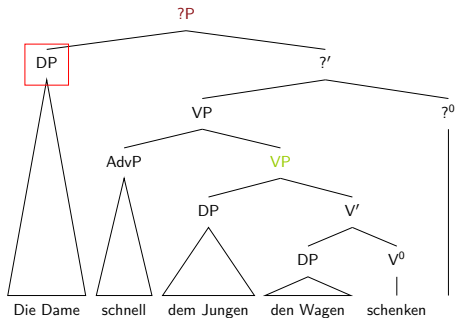 ?P
DP ?′
VP ?⁰
AdvP VP
DP V′
DP V⁰
Die Dame schnell dem Jungen den Wagen schenken